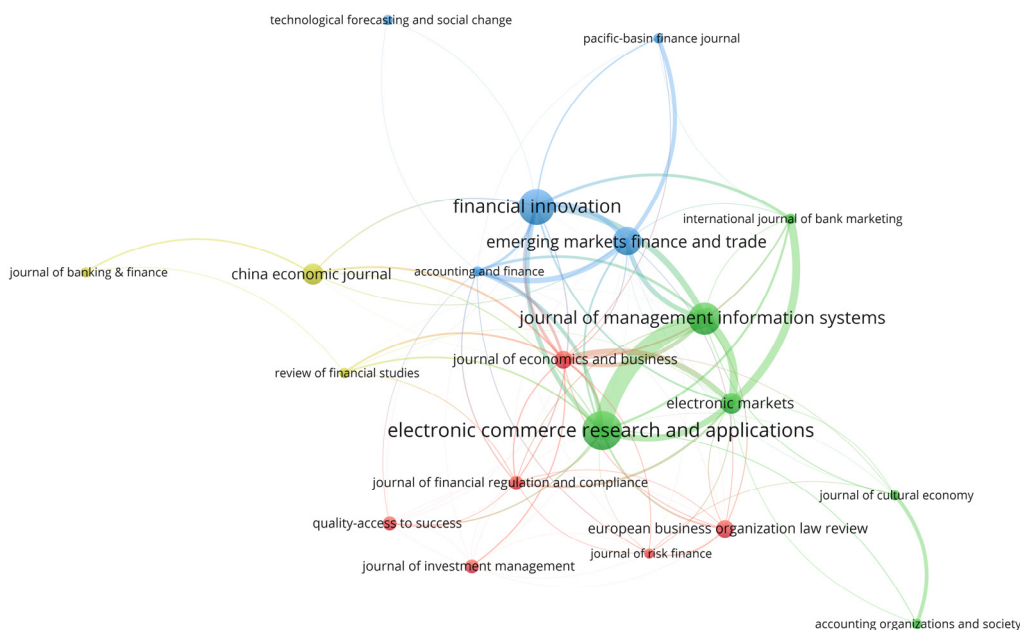 technological forecasting and social change
pacific-basin finance journal
financial innovation
international journal of bank marketing
emerging markets finance and trade
journal of banking & finance
china economic journal
accounting and finance
journal of management information systems
journal of economics and business
review of financial studies
electronic markets
electronic commerce research and applications
journal of financial regulation and compliance
journal of cultural economy
quality-access to success
european business organization law review
journal of risk finance
journal of investment management
accounting organizations and society